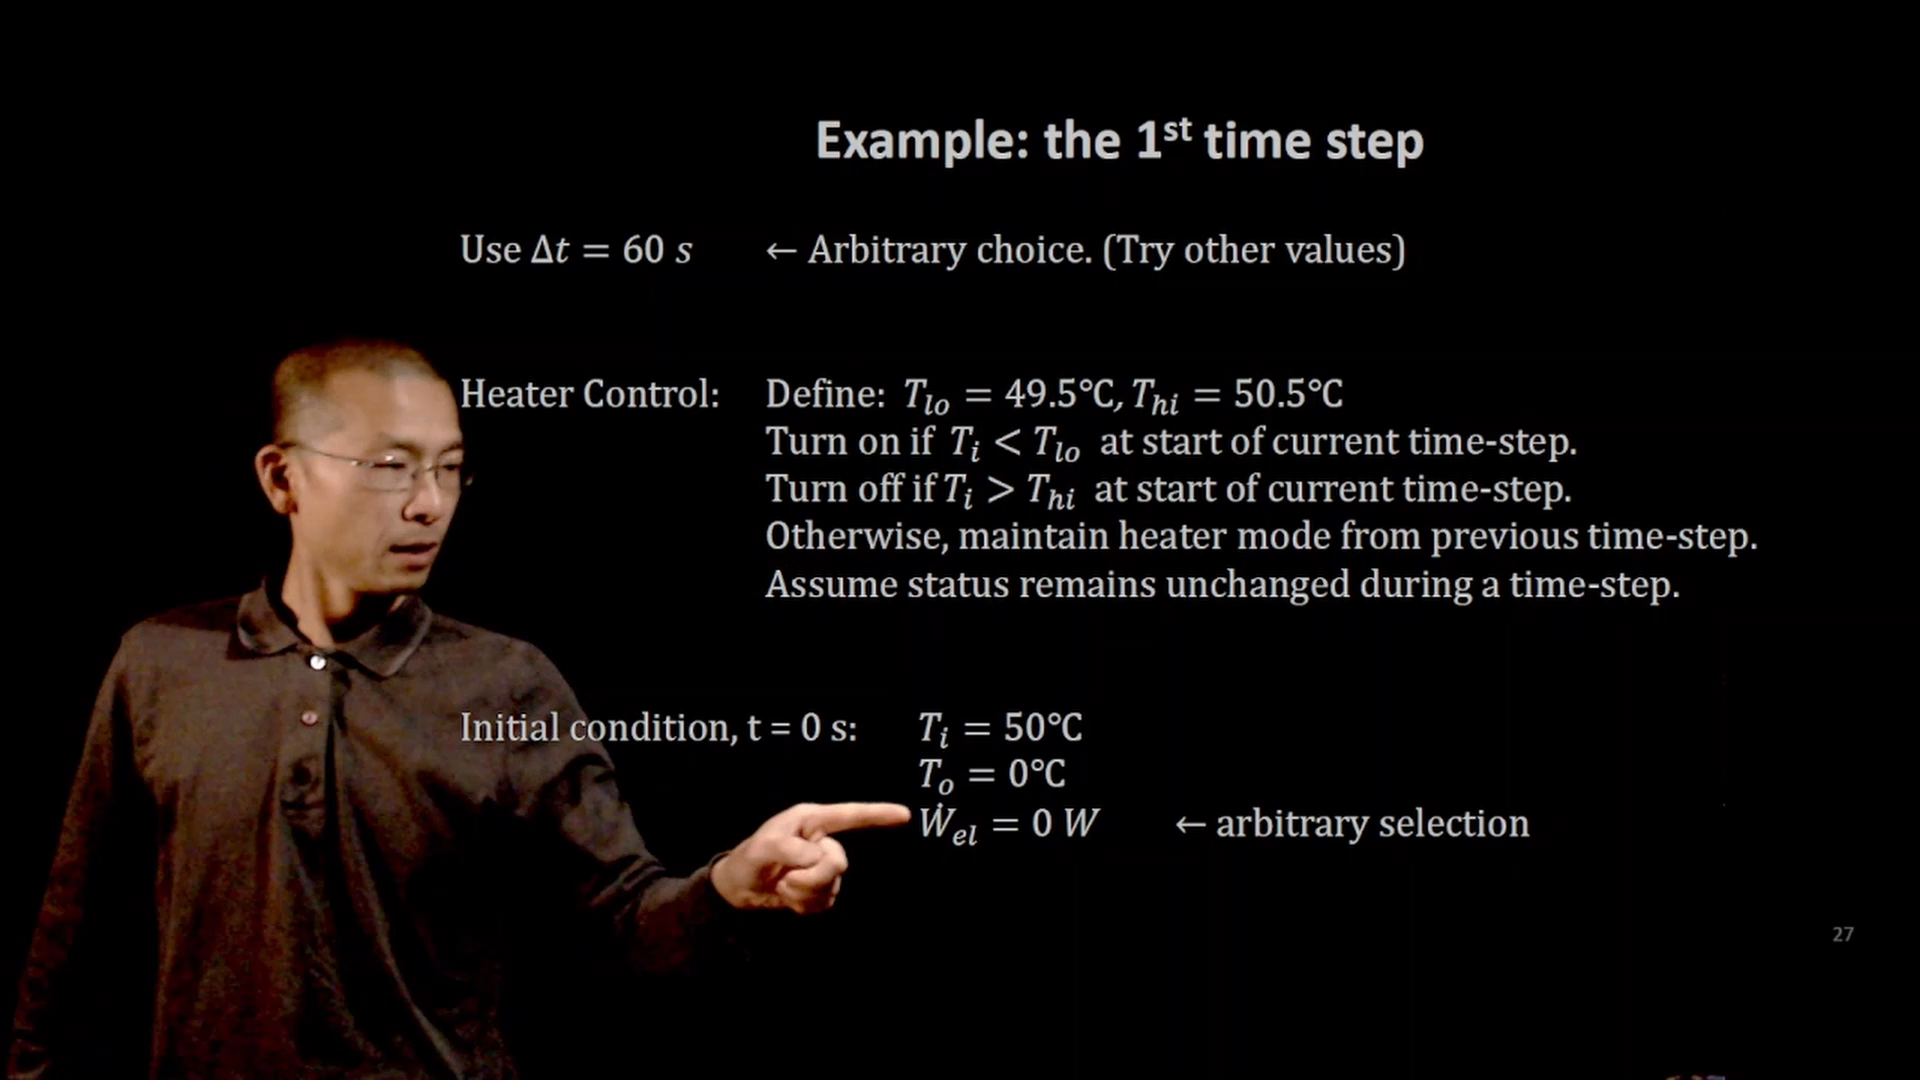 Example: the 1st time step
Use Δt = 60 s ← Arbitrary choice. (Try other values)
Heater Control: Define: T_lo = 49.5℃, T_hi = 50.5℃
Turn on if T_i < T_lo at start of current time-step.
Turn off if T_i > T_hi at start of current time-step.
Otherwise, maintain heater mode from previous time-step.
Assume status remains unchanged during a time-step.
Initial condition, t = 0 s: T_i = 50℃
T_o = 0℃
Ẇ_el = 0 W ← arbitrary selection
27